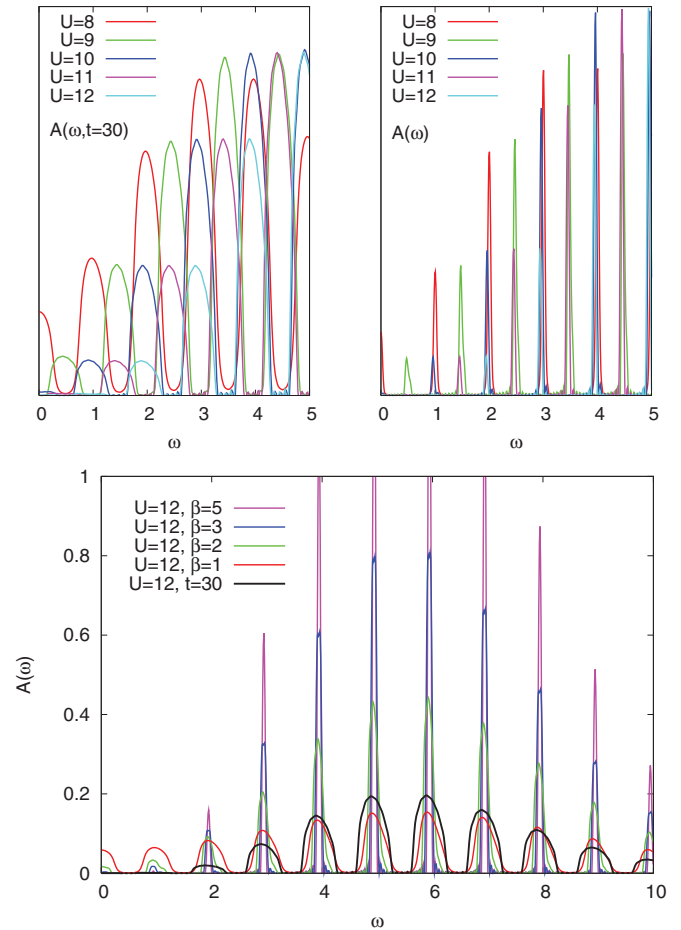 U=8
U=9
U=10
U=11
U=12
A(ω,t=30)
0 1 2 3 4 5
ω
U=8
U=9
U=10
U=11
U=12
A(ω)
0 1 2 3 4 5
ω
1
0.8
0.6
0.4
0.2
0
A(ω)
U=12, β=5
U=12, β=3
U=12, β=2
U=12, β=1
U=12, t=30
0 2 4 6 8 10
ω